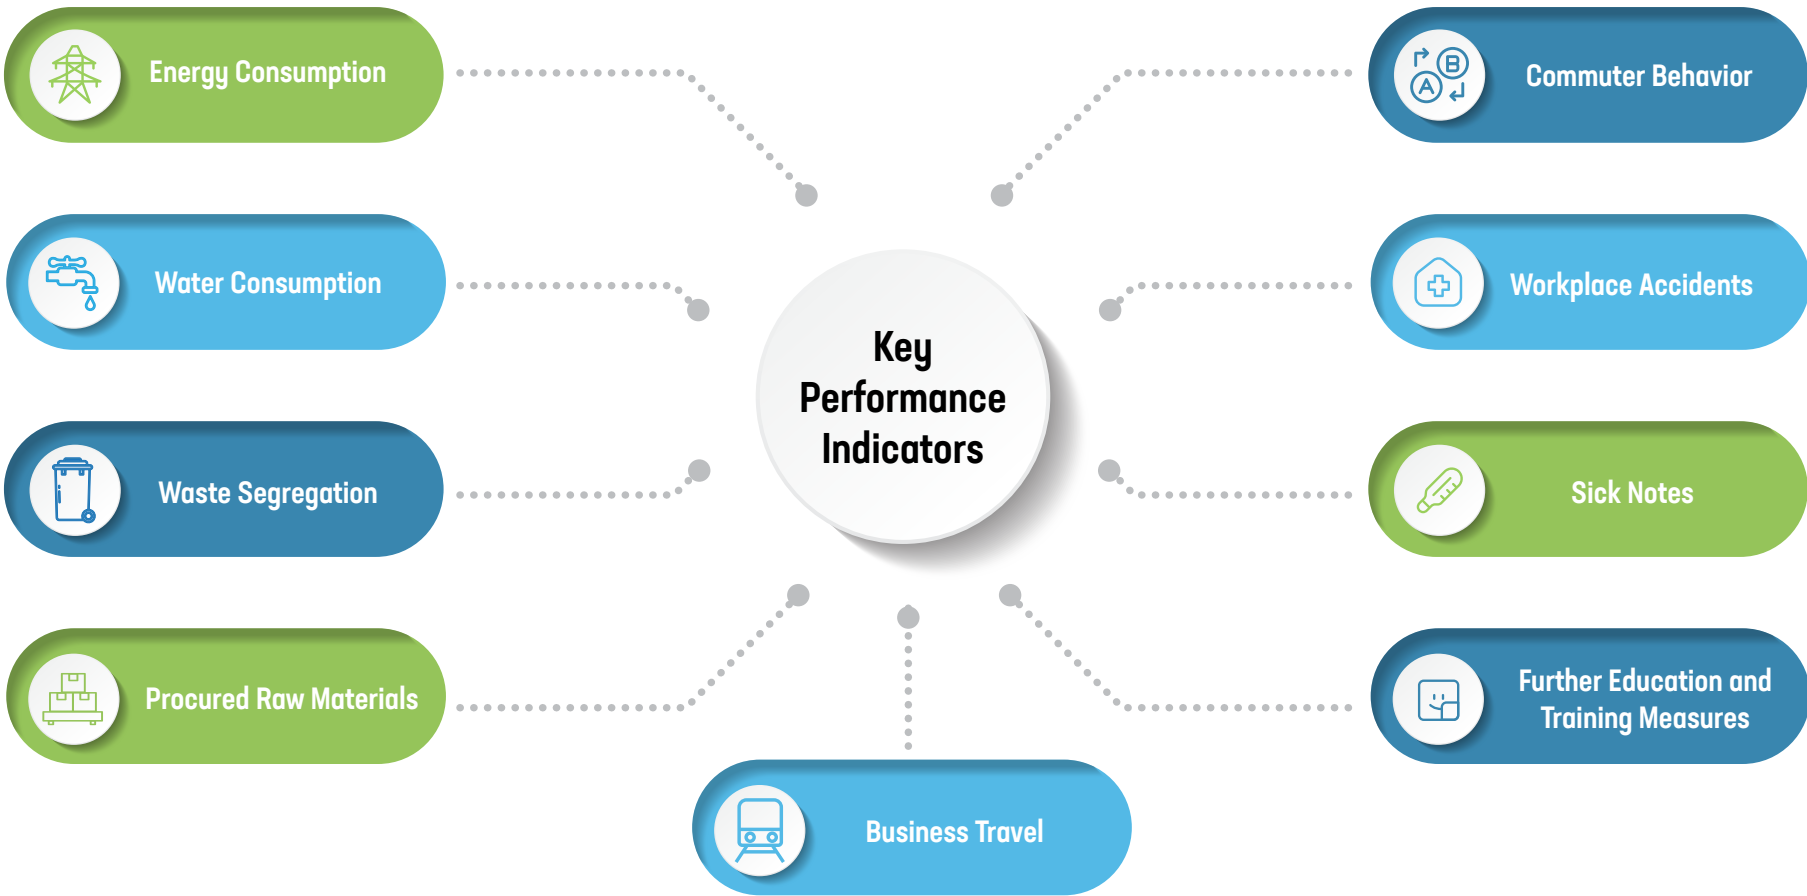 Energy Consumption
Water Consumption
Waste Segregation
Procured Raw Materials
Key
Performance
Indicators
Business Travel
B
A
Commuter Behavior
Workplace Accidents
Sick Notes
Further Education and
Training Measures